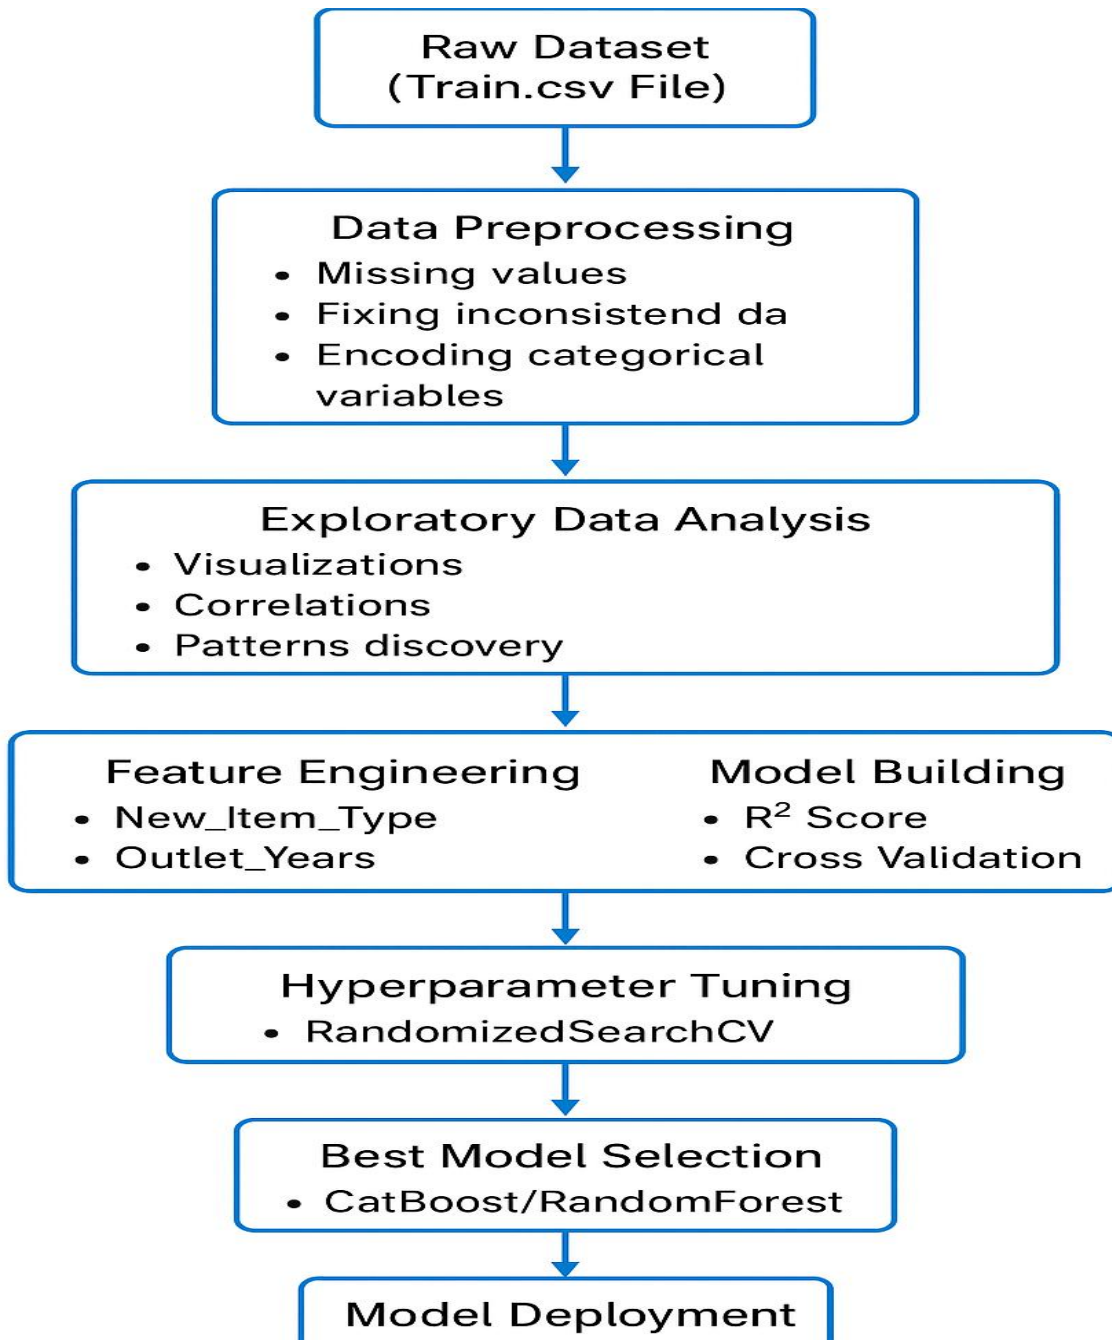 Raw Dataset
(Train.csv File)
Data Preprocessing
• Missing values
• Fixing inconsistend da
• Encoding categorical
variables
Exploratory Data Analysis
• Visualizations
• Correlations
• Patterns discovery
Feature Engineering
• New_Item_Type
• Outlet_Years
Model Building
• R² Score
• Cross Validation
Hyperparameter Tuning
• RandomizedSearchCV
Best Model Selection
• CatBoost/RandomForest
Model Deployment